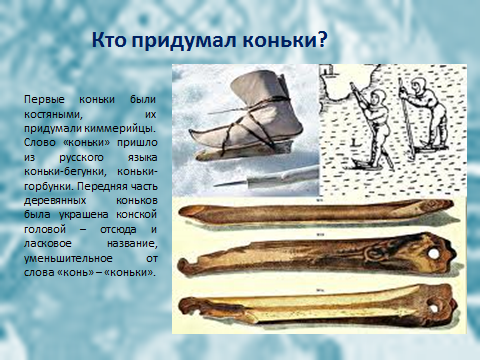 Кто придумал коньки?
Первые коньки были
костяными, их
придумали киммерийцы.
Слово «коньки» пришло
из русского языка
коньки-бегунки, коньки-
горбунки. Передняя часть
деревянных коньков
была украшена конской
головой – отсюда и
ласковое название,
уменьшительное от
слова «конь» – «коньки».